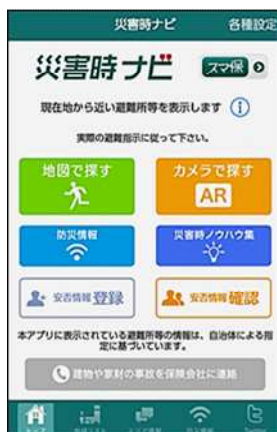 災害時ナビ
各種設定
災害時ナビ
スマ保
現在地から近い避難所等を表示します
実際の避難指示に従って下さい。
地図で探す
カメラで探す
AR
防災情報
災害時ノウハウ集
安否情報 登録
安否情報 確認
本アプリに表示されている避難所等の情報は、自治体による指
定に基づいています。
建物や家財の事故を保険会社に連絡
トップ
Twitter